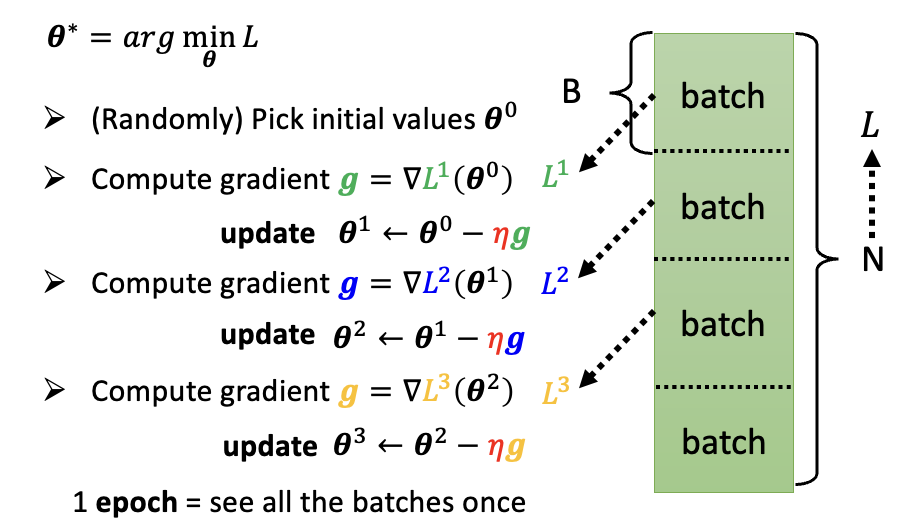 𝜽* = arg min L
𝜽
➢ (Randomly) Pick initial values 𝜽⁰
➢ Compute gradient g = ∇L¹(𝜽⁰) L¹
update 𝜽¹ ← 𝜽⁰ − ηg
➢ Compute gradient g = ∇L²(𝜽¹) L²
update 𝜽² ← 𝜽¹ − ηg
➢ Compute gradient g = ∇L³(𝜽²) L³
update 𝜽³ ← 𝜽² − ηg
1 epoch = see all the batches once
B
batch
batch
batch
batch
L
N